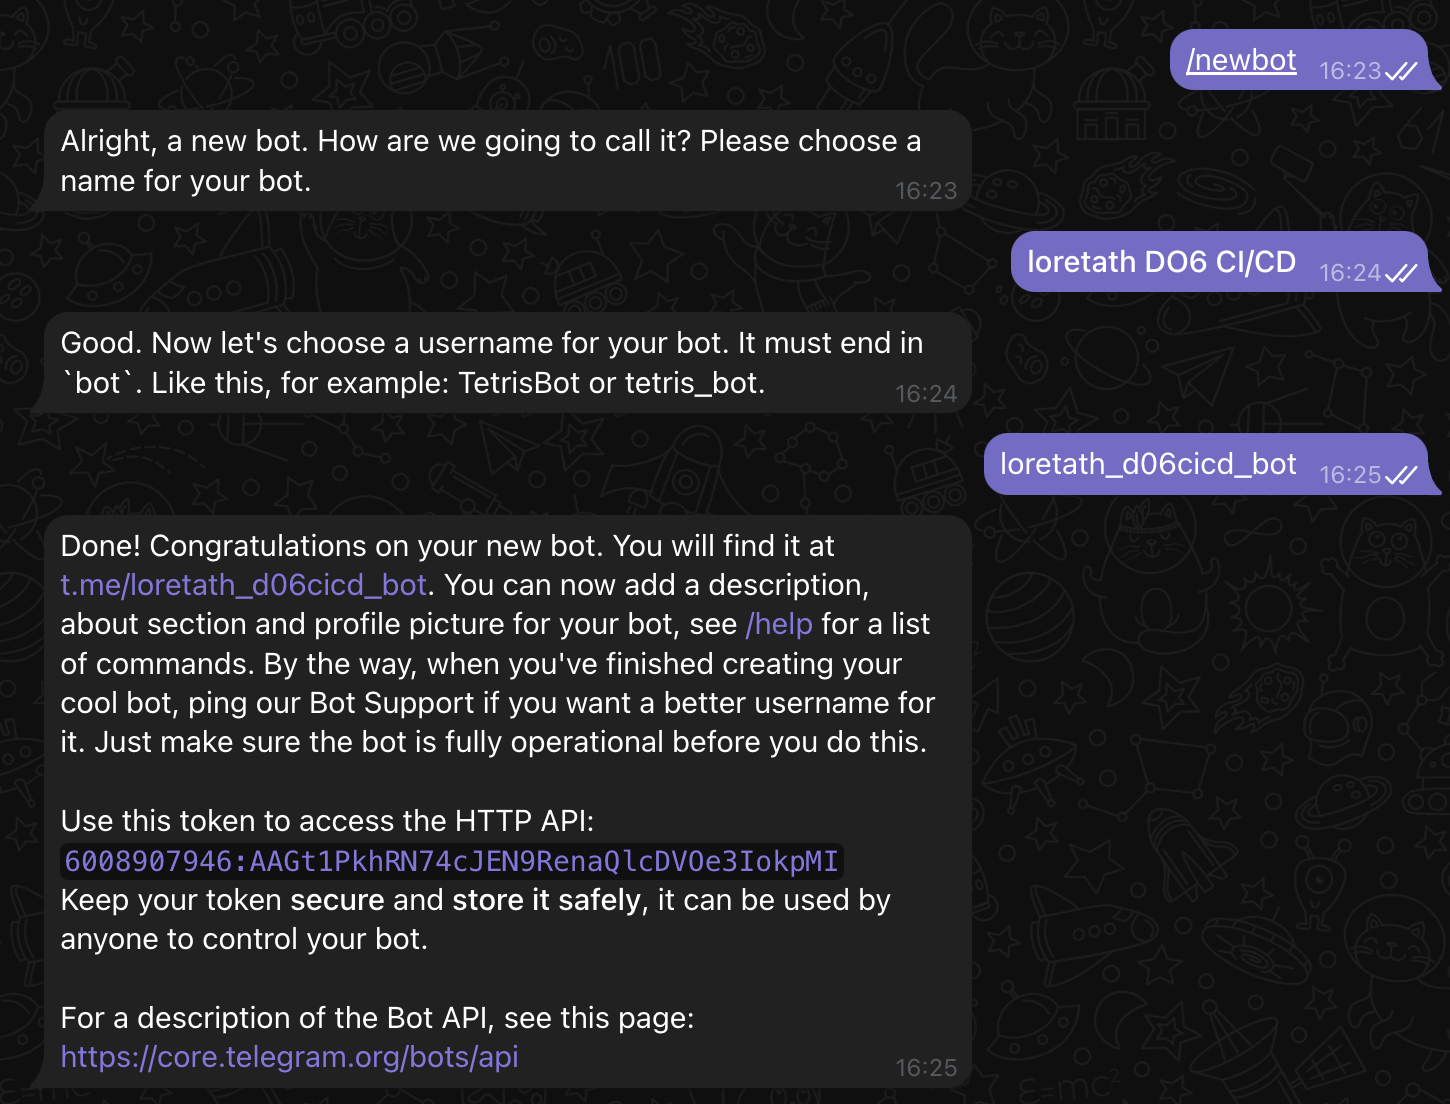 /newbot 16:23
Alright, a new bot. How are we going to call it? Please choose a
name for your bot.
16:23
loretath DO6 CI/CD 16:24
Good. Now let's choose a username for your bot. It must end in
`bot`. Like this, for example: TetrisBot or tetris_bot.
16:24
loretath_d06cicd_bot 16:25
Done! Congratulations on your new bot. You will find it at
t.me/loretath_d06cicd_bot. You can now add a description,
about section and profile picture for your bot, see /help for a list
of commands. By the way, when you've finished creating your
cool bot, ping our Bot Support if you want a better username for
it. Just make sure the bot is fully operational before you do this.
Use this token to access the HTTP API:
6008907946:AAGt1PkhRN74cJEN9RenaQlcDVOe3IokpMI
Keep your token secure and store it safely, it can be used by
anyone to control your bot.
For a description of the Bot API, see this page:
https://core.telegram.org/bots/api
16:25